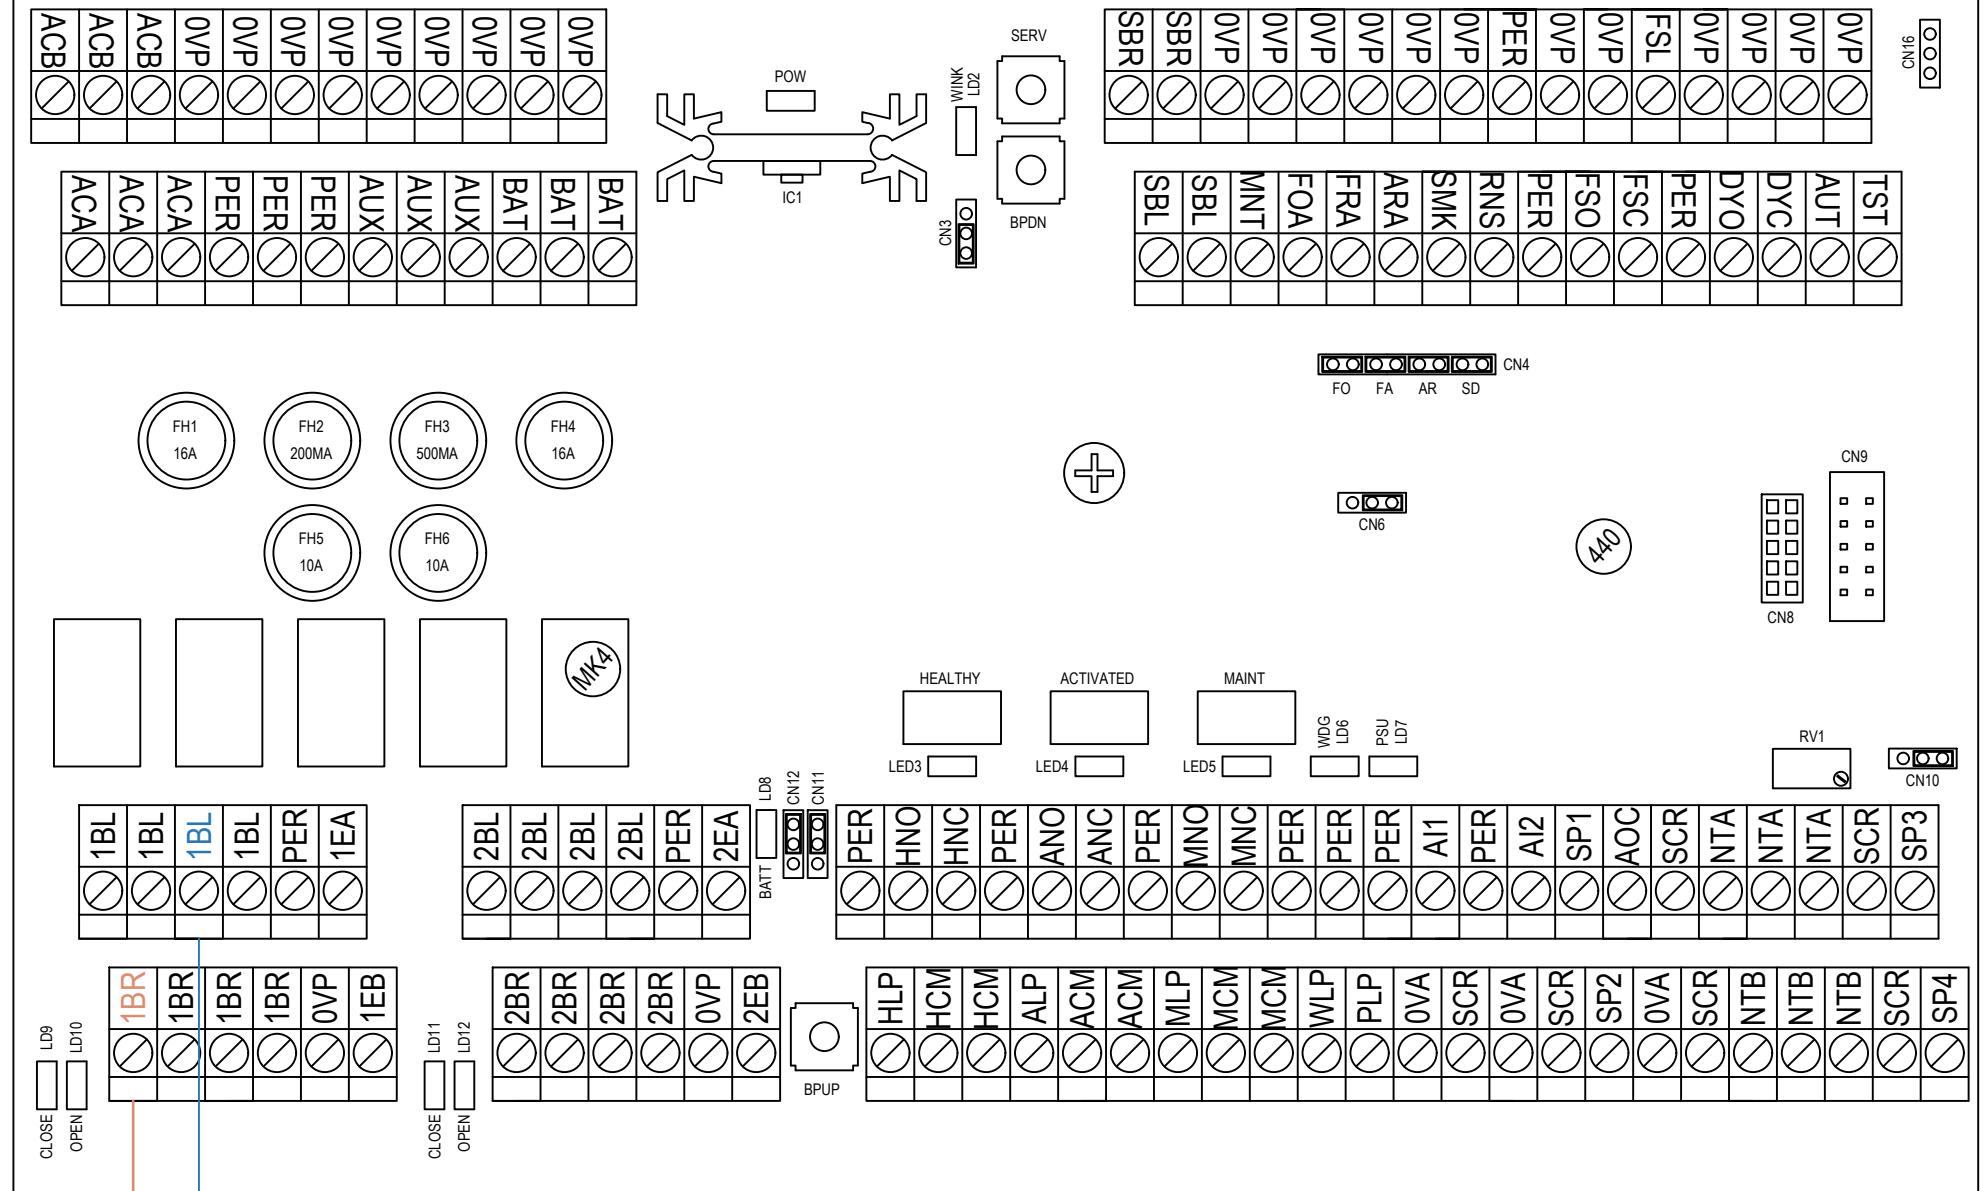 ACB ACB ACB 0VP 0VP 0VP 0VP 0VP 0VP 0VP 0VP 0VP
SERV
POW
WINK
LD2
SBR SBR 0VP 0VP 0VP 0VP 0VP 0VP PER 0VP 0VP FSL 0VP 0VP 0VP 0VP
CN16
ACA ACA ACA PER PER PER AUX AUX AUX BAT BAT BAT
IC1
CN3
BPDN
SBL SBL MNT FOA FRA ARA SMK RNS PER FSO FSC PER DYO DYC AUT TST
CN4
FO FA AR SD
FH1
16A
FH2
200MA
FH3
500MA
FH4
16A
FH5
10A
FH6
10A
CN6
440
CN8
CN9
MK4
HEALTHY
ACTIVATED
MAINT
LED3
LED4
LED5
WDG
LD6
PSU
LD7
RV1
CN10
1BL 1BL 1BL 1BL PER 1EA
2BL 2BL 2BL 2BL PER 2EA
LD8
BATT
CN12
CN11
PER HNO HNC PER ANO ANC PER MNO MNC PER PER PER AI1 PER AI2 SP1 AOC SCR NTA NTA NTA SCR SP3
LD9
CLOSE
LD10
OPEN
1BR 1BR 1BR 1BR 0VP 1EB
LD11
CLOSE
LD12
OPEN
2BR 2BR 2BR 2BR 0VP 2EB
BPUP
HLP HCM HCM ALP ACM ACM MLP MCM MCM WLP PLP 0VA SCR 0VA SCR SP2 0VA SCR NTB NTB NTB SCR SP4